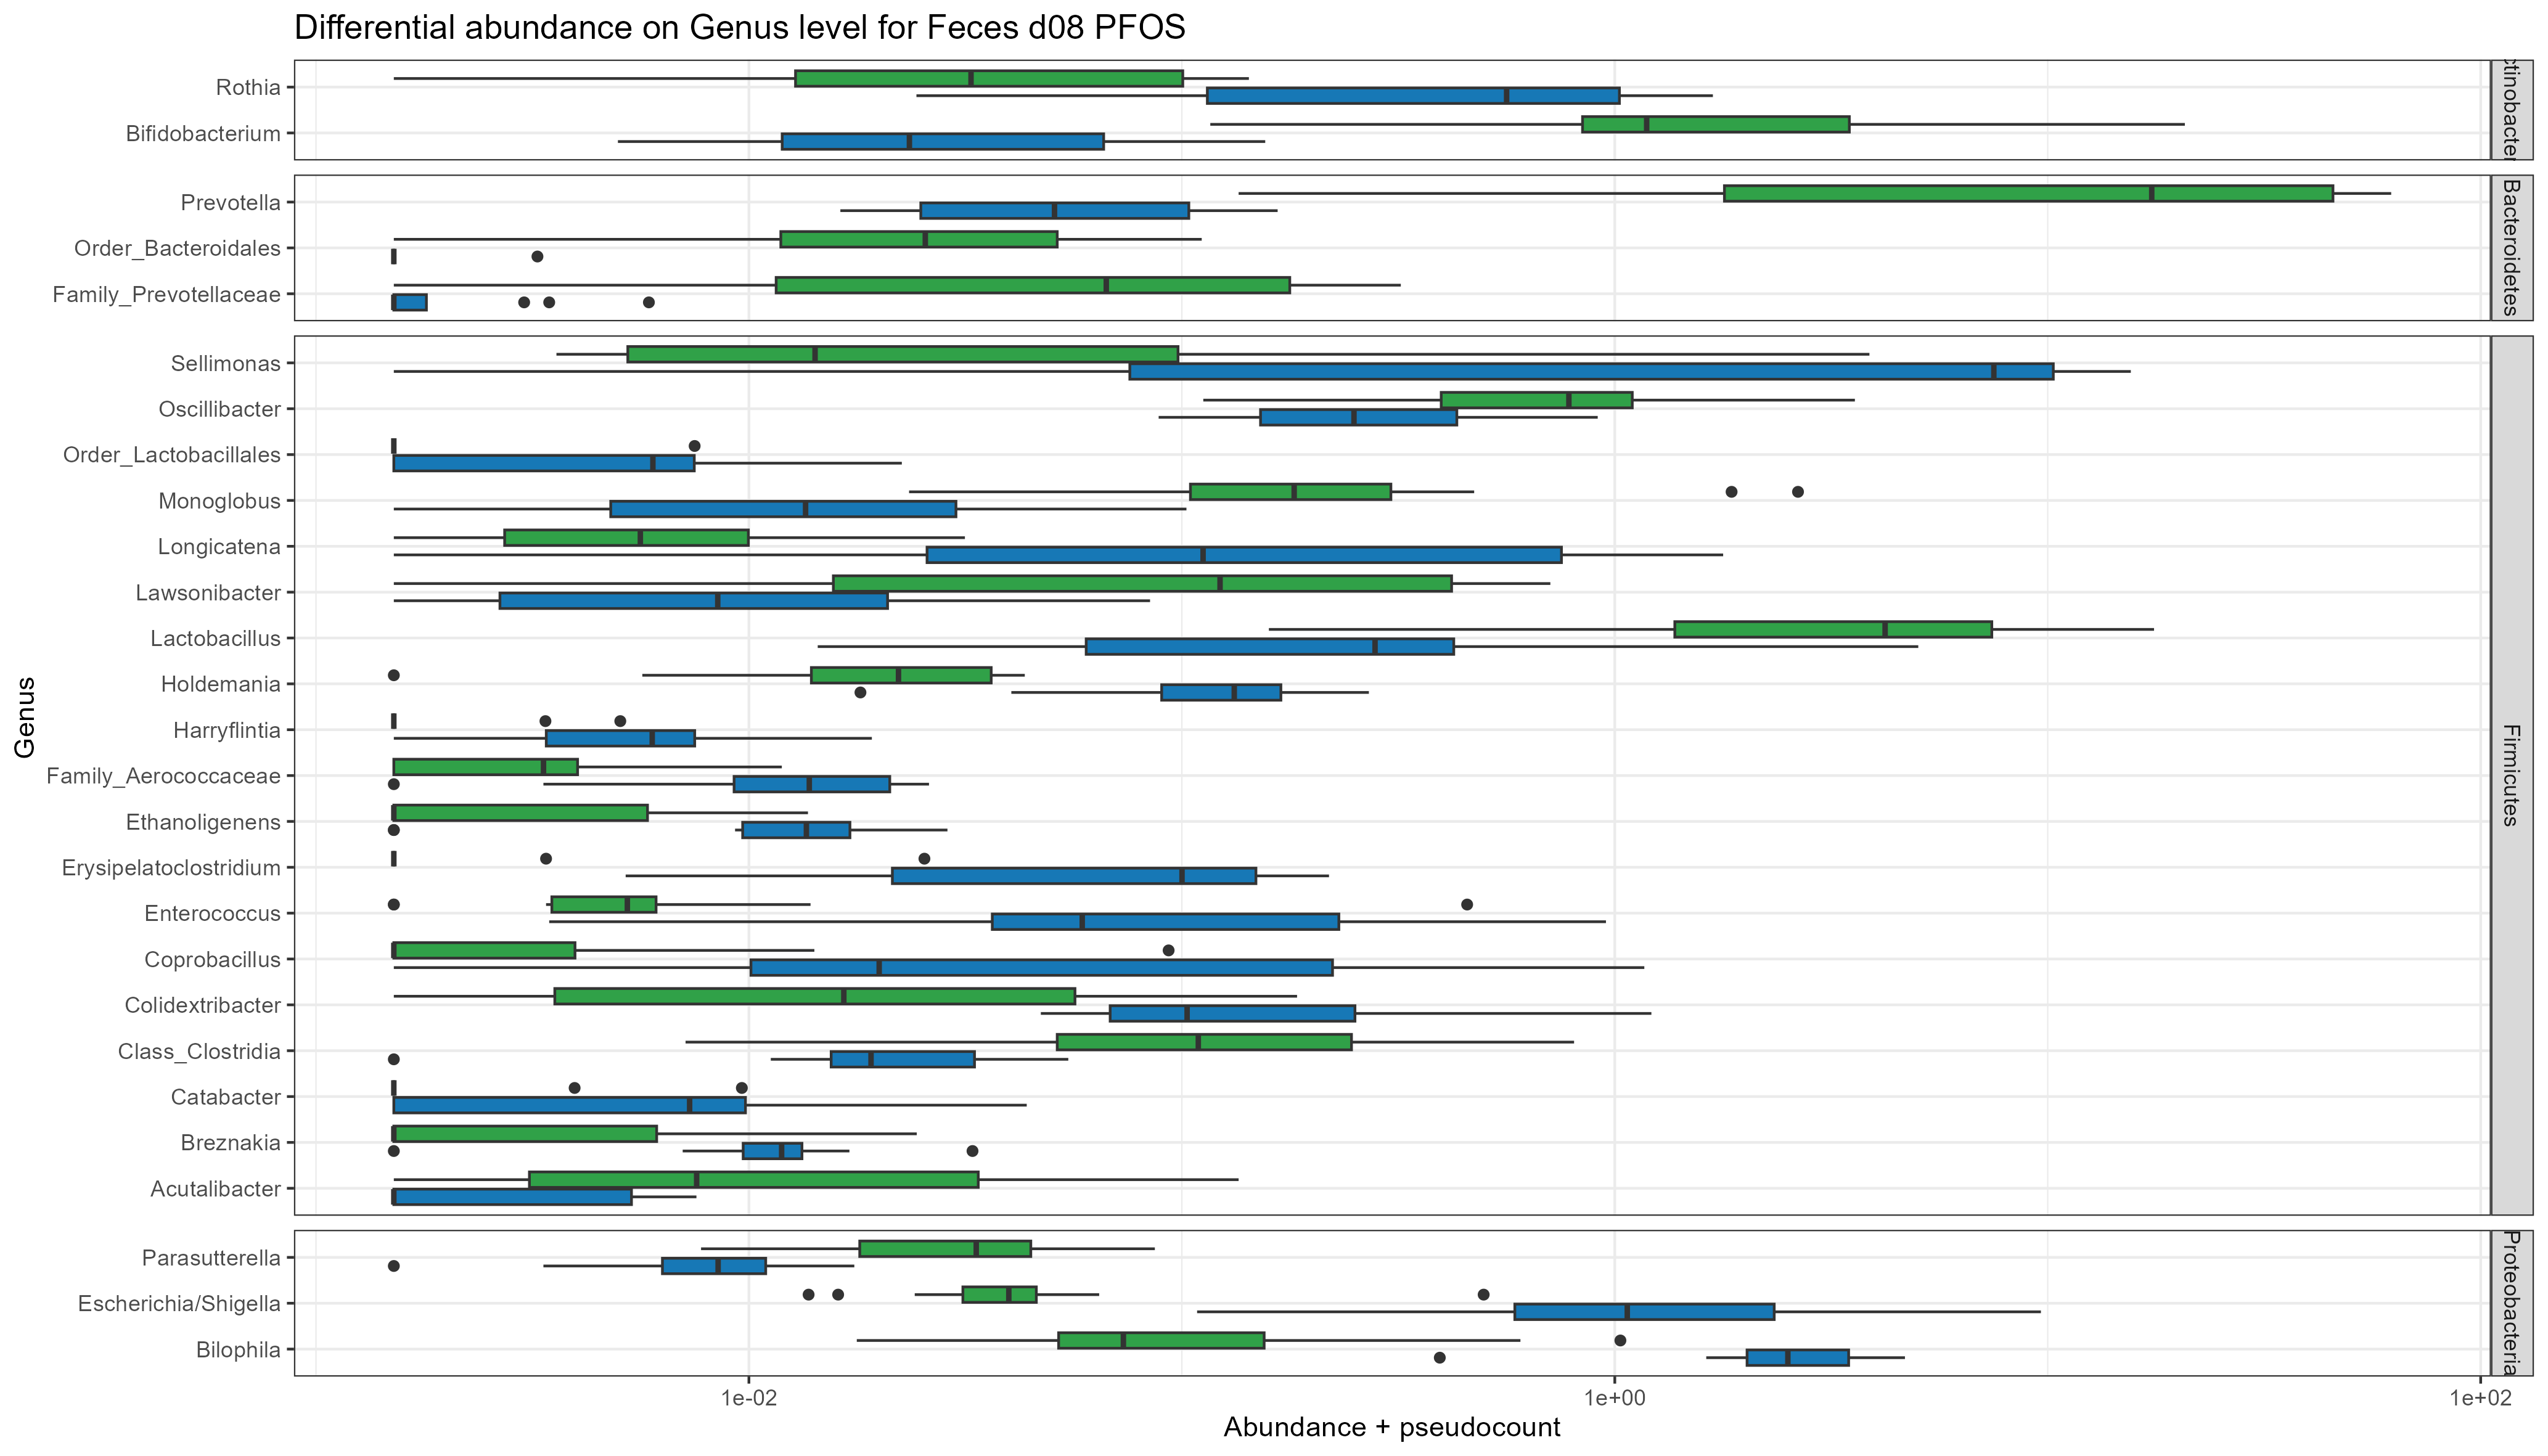 Differential abundance on Genus level for Feces d08 PFOS
Rothia
Bifidobacterium
ctinobacter
Prevotella
Order_Bacteroidales
Family_Prevotellaceae
Bacteroidetes
Sellimonas
Oscillibacter
Order_Lactobacillales
Monoglobus
Longicatena
Lawsonibacter
Lactobacillus
Holdemania
Harryflintia
Family_Aerococcaceae
Ethanoligenens
Erysipelatoclostridium
Enterococcus
Coprobacillus
Colidextribacter
Class_Clostridia
Catabacter
Breznakia
Acutalibacter
Firmicutes
Parasutterella
Escherichia/Shigella
Bilophila
Proteobacteria
Genus
1e-02
1e+00
1e+02
Abundance + pseudocount